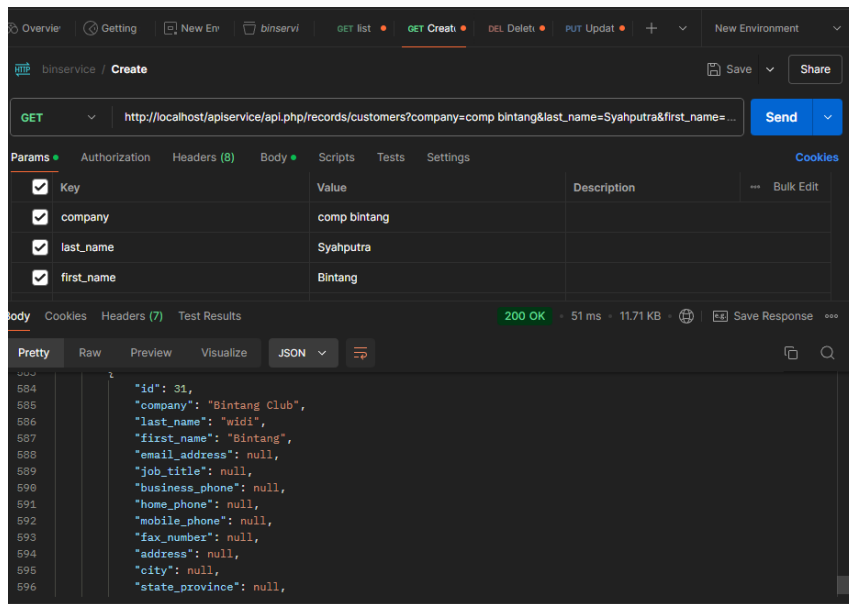 Overvie Getting New En binservi GET list GET Creat DEL Delet PUT Updat New Environment
HTTP binservice / Create Save Share
GET http://localhost/apiservice/api.php/records/customers?company=comp bintang&last_name=Syahputra&first_name=... Send
Params Authorization Headers (8) Body Scripts Tests Settings Cookies
Key Value Description Bulk Edit
company comp bintang
last_name Syahputra
first_name Bintang
Body Cookies Headers (7) Test Results 200 OK 51 ms 11.71 KB e.g. Save Response
Pretty Raw Preview Visualize JSON
583 {
584 "id": 31,
585 "company": "Bintang Club",
586 "last_name": "widi",
587 "first_name": "Bintang",
588 "email_address": null,
589 "job_title": null,
590 "business_phone": null,
591 "home_phone": null,
592 "mobile_phone": null,
593 "fax_number": null,
594 "address": null,
595 "city": null,
596 "state_province": null,